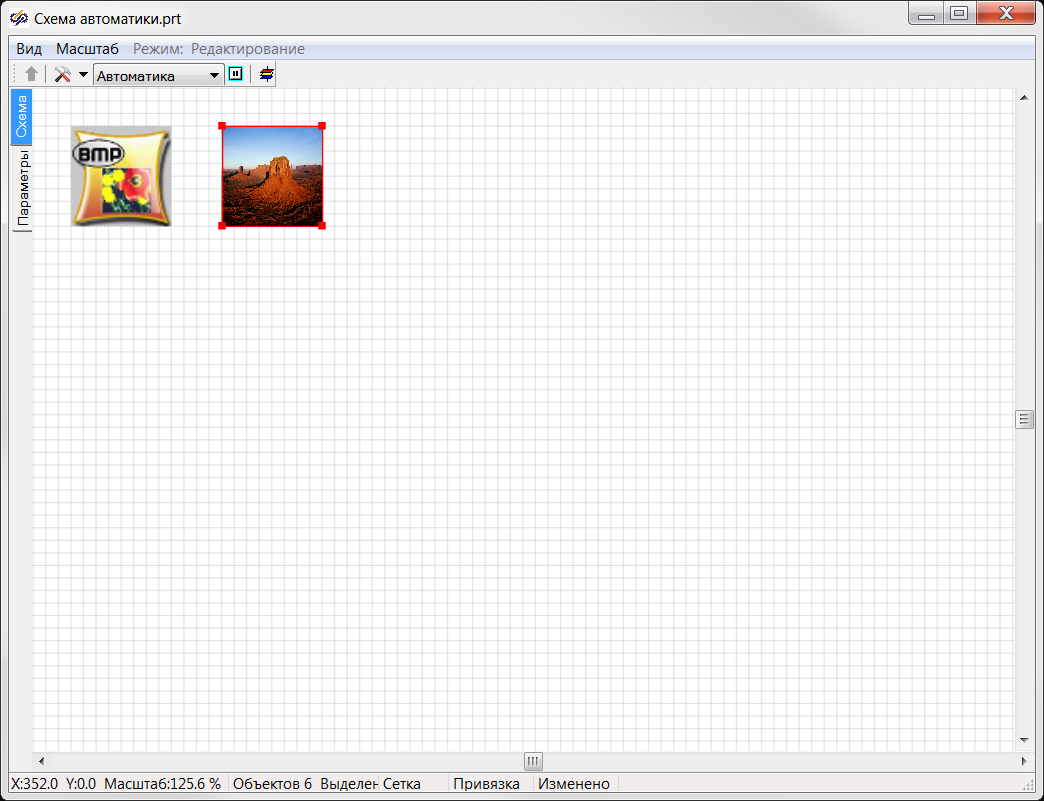 Схема автоматики.prt
Вид Масштаб Режим: Редактирование
Автоматика
Схема
Параметры
BMP
X:352.0 Y:0.0 Масштаб:125.6 % Объектов 6 Выделен Сетка Привязка Изменено